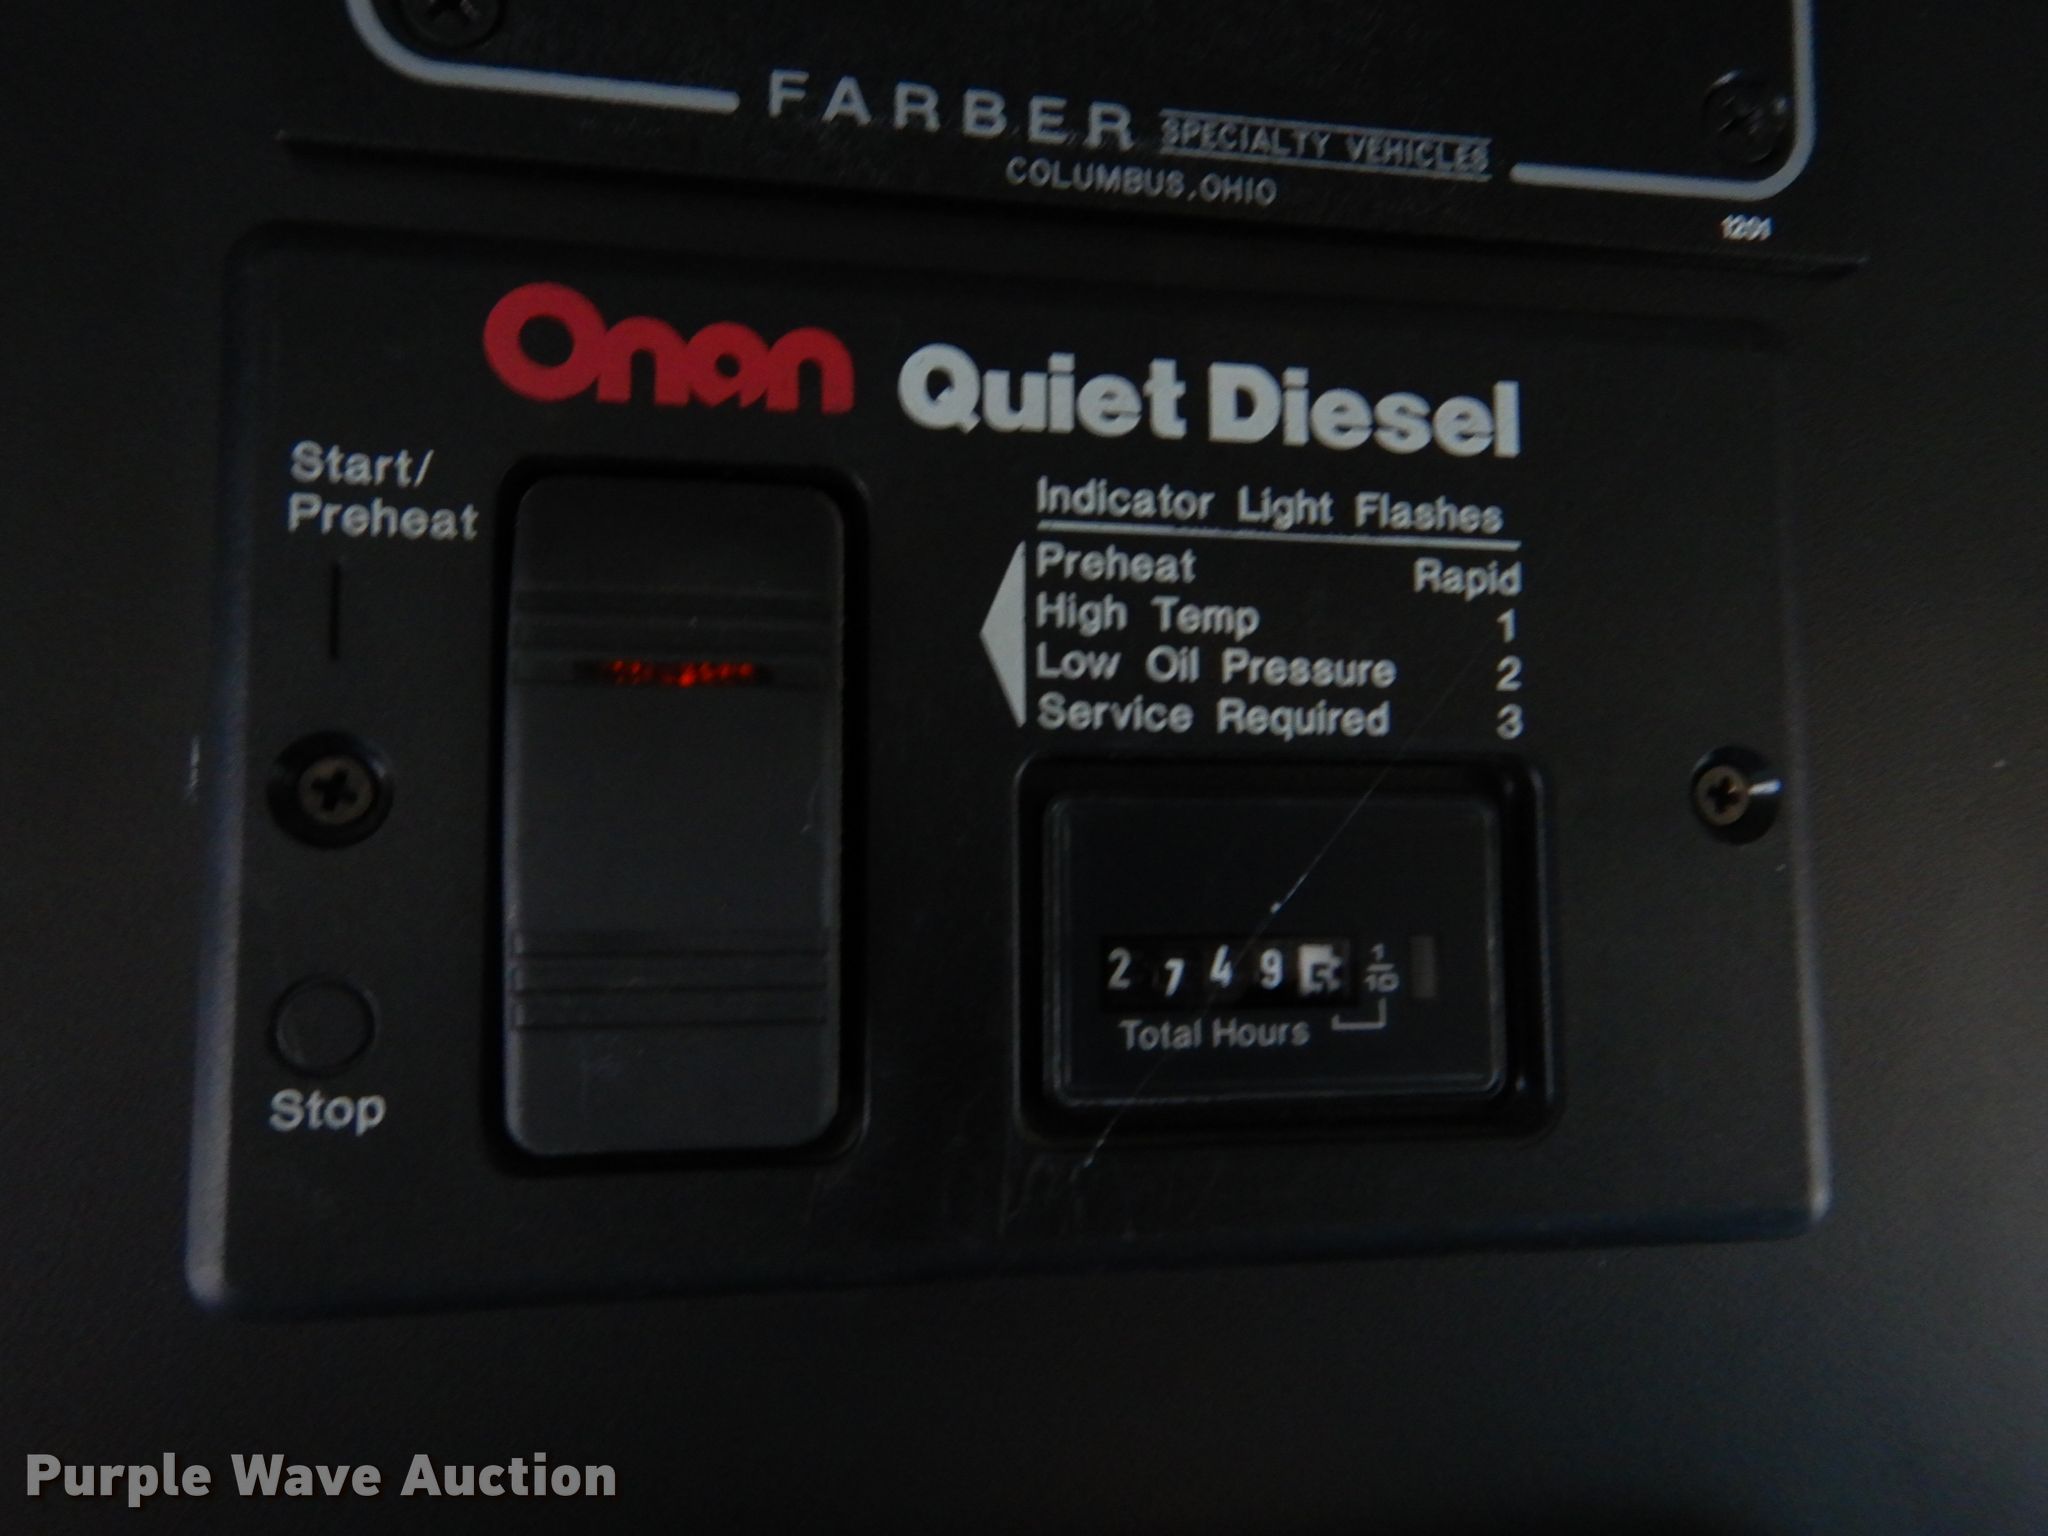 FARBER SPECIALTY VEHICLES
COLUMBUS, OHIO
1201
Onan Quiet Diesel
Start/
Preheat
Indicator Light Flashes
Preheat Rapid
High Temp 1
Low Oil Pressure 2
Service Required 3
2749 1/10
Total Hours
Stop
Purple Wave Auction